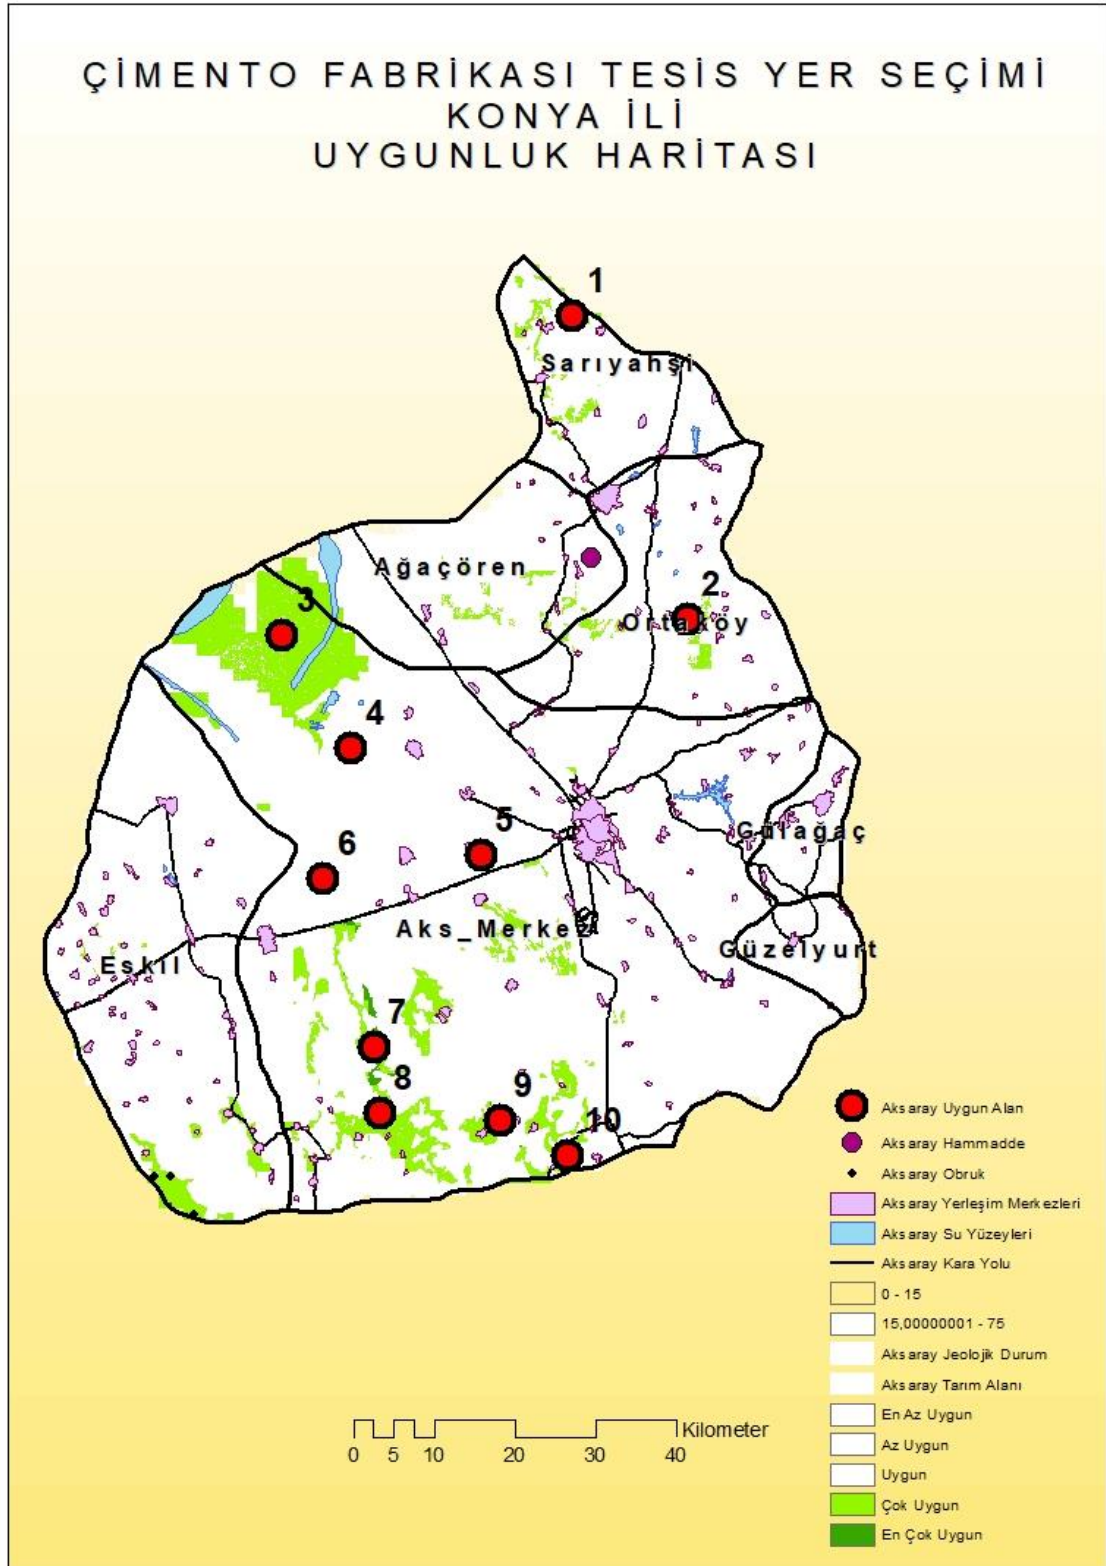 ÇİMENTO FABRİKASI TESİS YER SEÇİMİ
KONYA İLİ
UYGUNLUK HARİTASI
1
Sarıyahşi
Ağaçören
2
Ortaköy
3
4
5
Gülağaç
6
Aks_Merkez
Güzelyurt
Eskil
7
8
9
10
Aksaray Uygun Alan
Aksaray Hammadde
Aksaray Obruk
Aksaray Yerleşim Merkezleri
Aksaray Su Yüzeyleri
Aksaray Kara Yolu
0 - 15
15,00000001 - 75
Aksaray Jeolojik Durum
Aksaray Tarım Alanı
En Az Uygun
Az Uygun
Uygun
Çok Uygun
En Çok Uygun
Kilometer
0 5 10 20 30 40